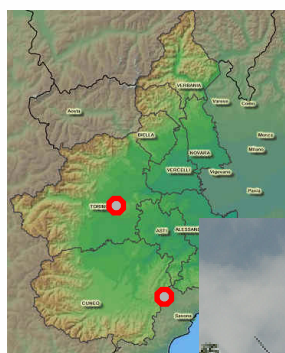 VERBANIA
Varese
Como
Aosta
BIELLA
Monza
NOVARA
Milano
VERCELLI
Vigevano
Pavia
TORINO
ASTI
ALESSAND
CUNEO
Savona